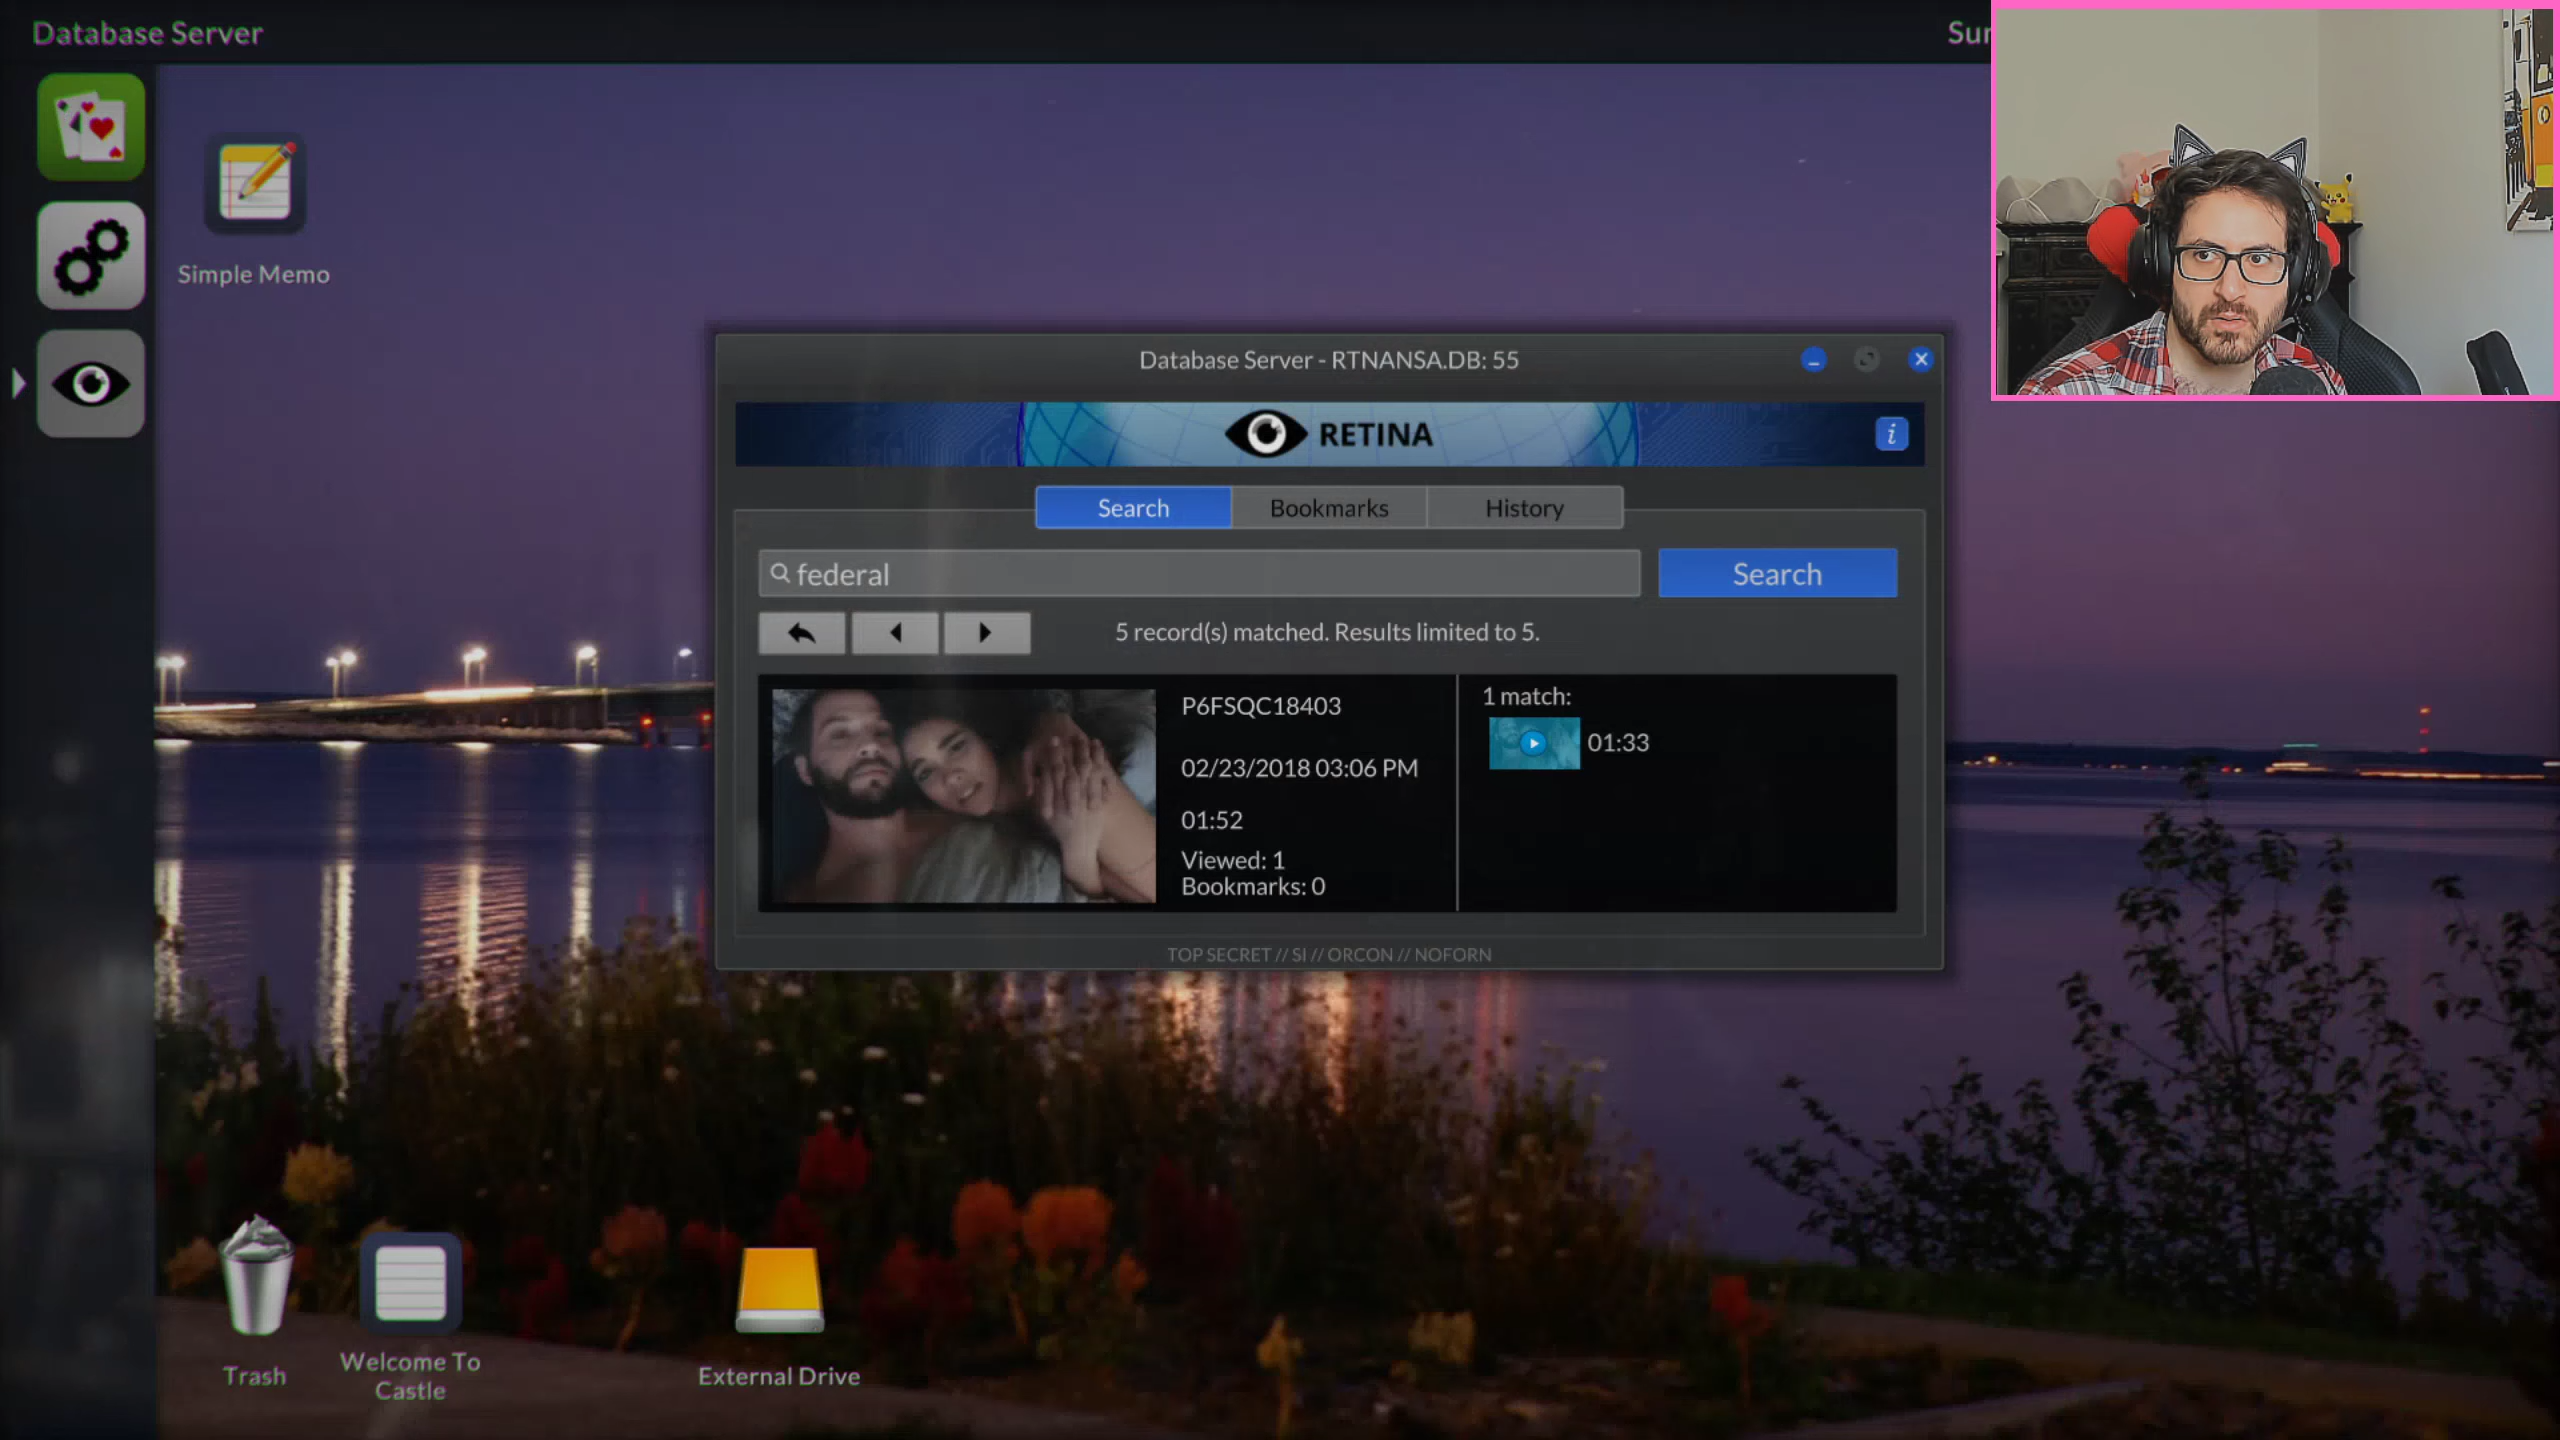 Database Server
Simple Memo
Database Server - RTNANSA.DB: 55
RETINA
i
Search
Bookmarks
History
federal
Search
5 record(s) matched. Results limited to 5.
P6FSQC18403
1 match:
01:33
02/23/2018 03:06 PM
01:52
Viewed: 1
Bookmarks: 0
TOP SECRET // SI // ORCON // NOFORN
Trash
Welcome To
Castle
External Drive